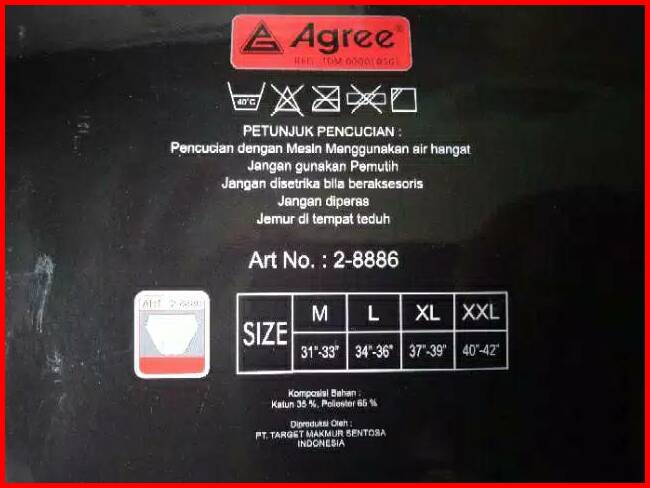 Agree®
40°C
PETUNJUK PENCUCIAN :
Pencucian dengan Mesin Menggunakan air hangat
Jangan gunakan Pemutih
Jangan disetrika bila beraksesoris
Jangan diperas
Jemur di tempat teduh
Art No. : 2-8886
SIZE M L XL XXL
31"-33" 34"-36" 37"-39" 40"-42"
Komposisi Bahan :
Katun 35 %, Poliester 65 %
Diproduksi Oleh :
PT. TARGET MAKMUR SENTOSA
INDONESIA